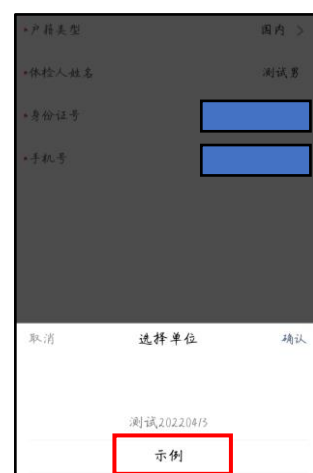 *户籍类型 国内 >
*体检人姓名 测试男
*身份证号
*手机号
取消 选择单位 确认
测试20220413
示例